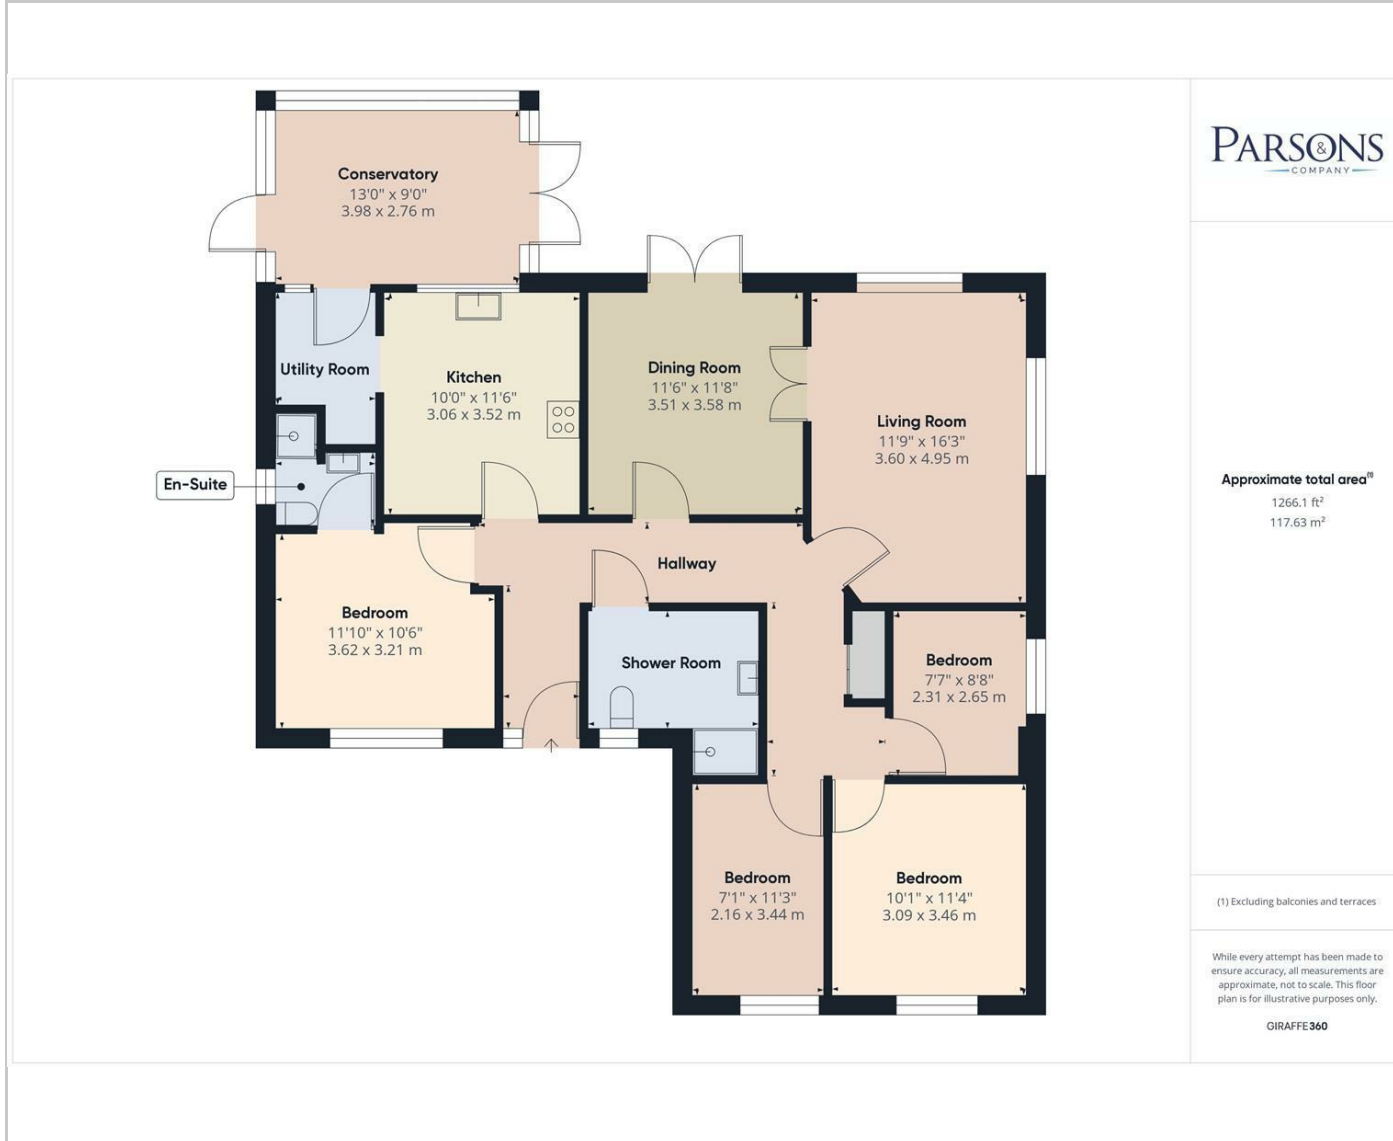 Conservatory
13'0" x 9'0"
3.98 x 2.76 m
Utility Room
Kitchen
10'0" x 11'6"
3.06 x 3.52 m
Dining Room
11'6" x 11'8"
3.51 x 3.58 m
Living Room
11'9" x 16'3"
3.60 x 4.95 m
En-Suite
Hallway
Bedroom
11'10" x 10'6"
3.62 x 3.21 m
Shower Room
Bedroom
7'7" x 8'8"
2.31 x 2.65 m
Bedroom
7'1" x 11'3"
2.16 x 3.44 m
Bedroom
10'1" x 11'4"
3.09 x 3.46 m
PARSONS &
COMPANY
Approximate total area⁽¹⁾
1266.1 ft²
117.63 m²
(1) Excluding balconies and terraces
While every attempt has been made to
ensure accuracy, all measurements are
approximate, not to scale. This floor
plan is for illustrative purposes only.
GIRAFFE360